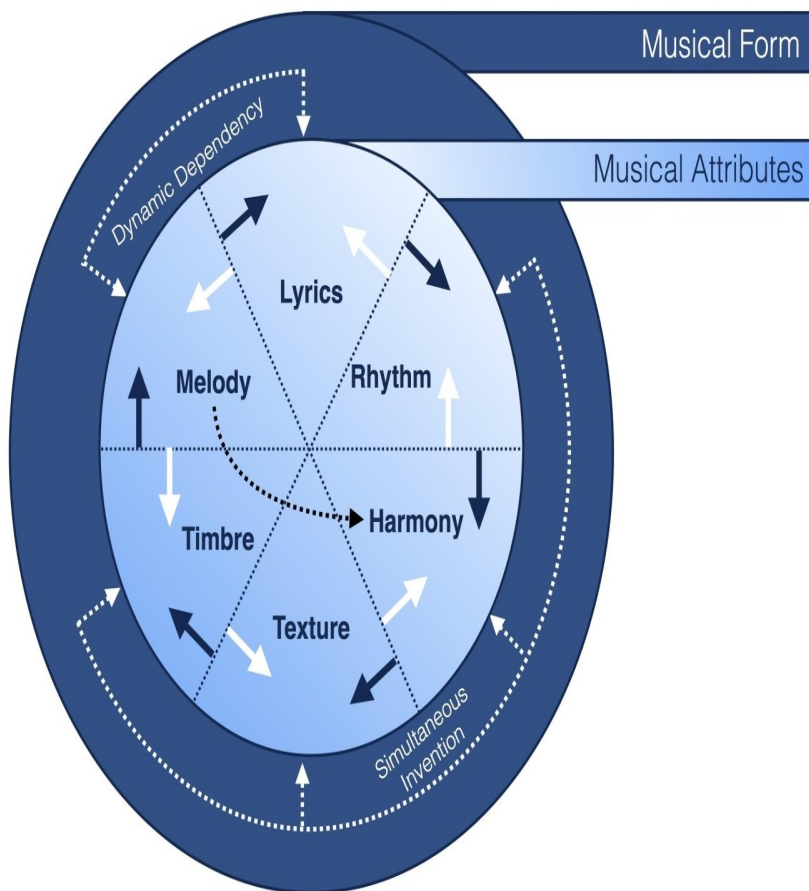 Musical Form
Musical Attributes
Dynamic Dependency
Lyrics
Melody
Rhythm
Timbre
Harmony
Texture
Simultaneous
Invention